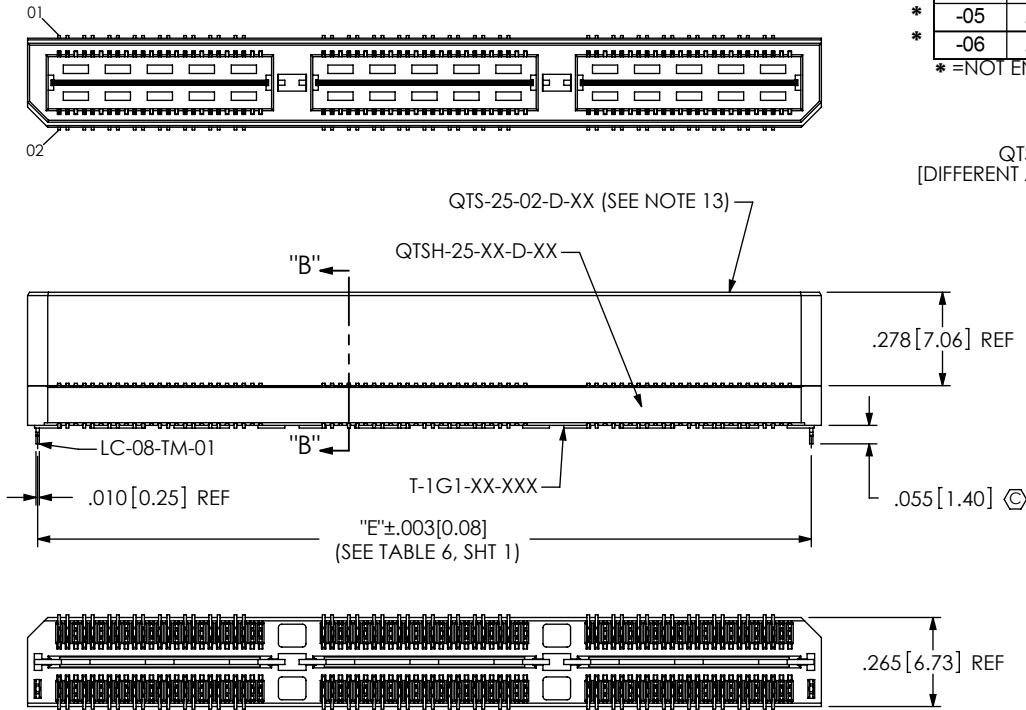 01
* -05
* -06
* =NOT
02
[DIFFERENT
QTS-25-02-D-XX (SEE NOTE 13)
QTSH-25-XX-D-XX
"B"
.278[7.06] REF
LC-08-TM-01
"B"
T-1G1-XX-XXX
.010[0.25] REF
.055[1.40] C
"E"±.003[0.08]
(SEE TABLE 6, SHT 1)
.265[6.73] REF